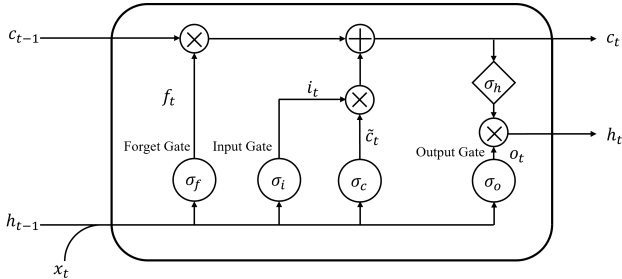 c_{t-1}
c_t
σ_h
f_t
i_t
c̃_t
h_t
Forget Gate
Input Gate
Output Gate
o_t
σ_f
σ_i
σ_c
σ_o
h_{t-1}
x_t